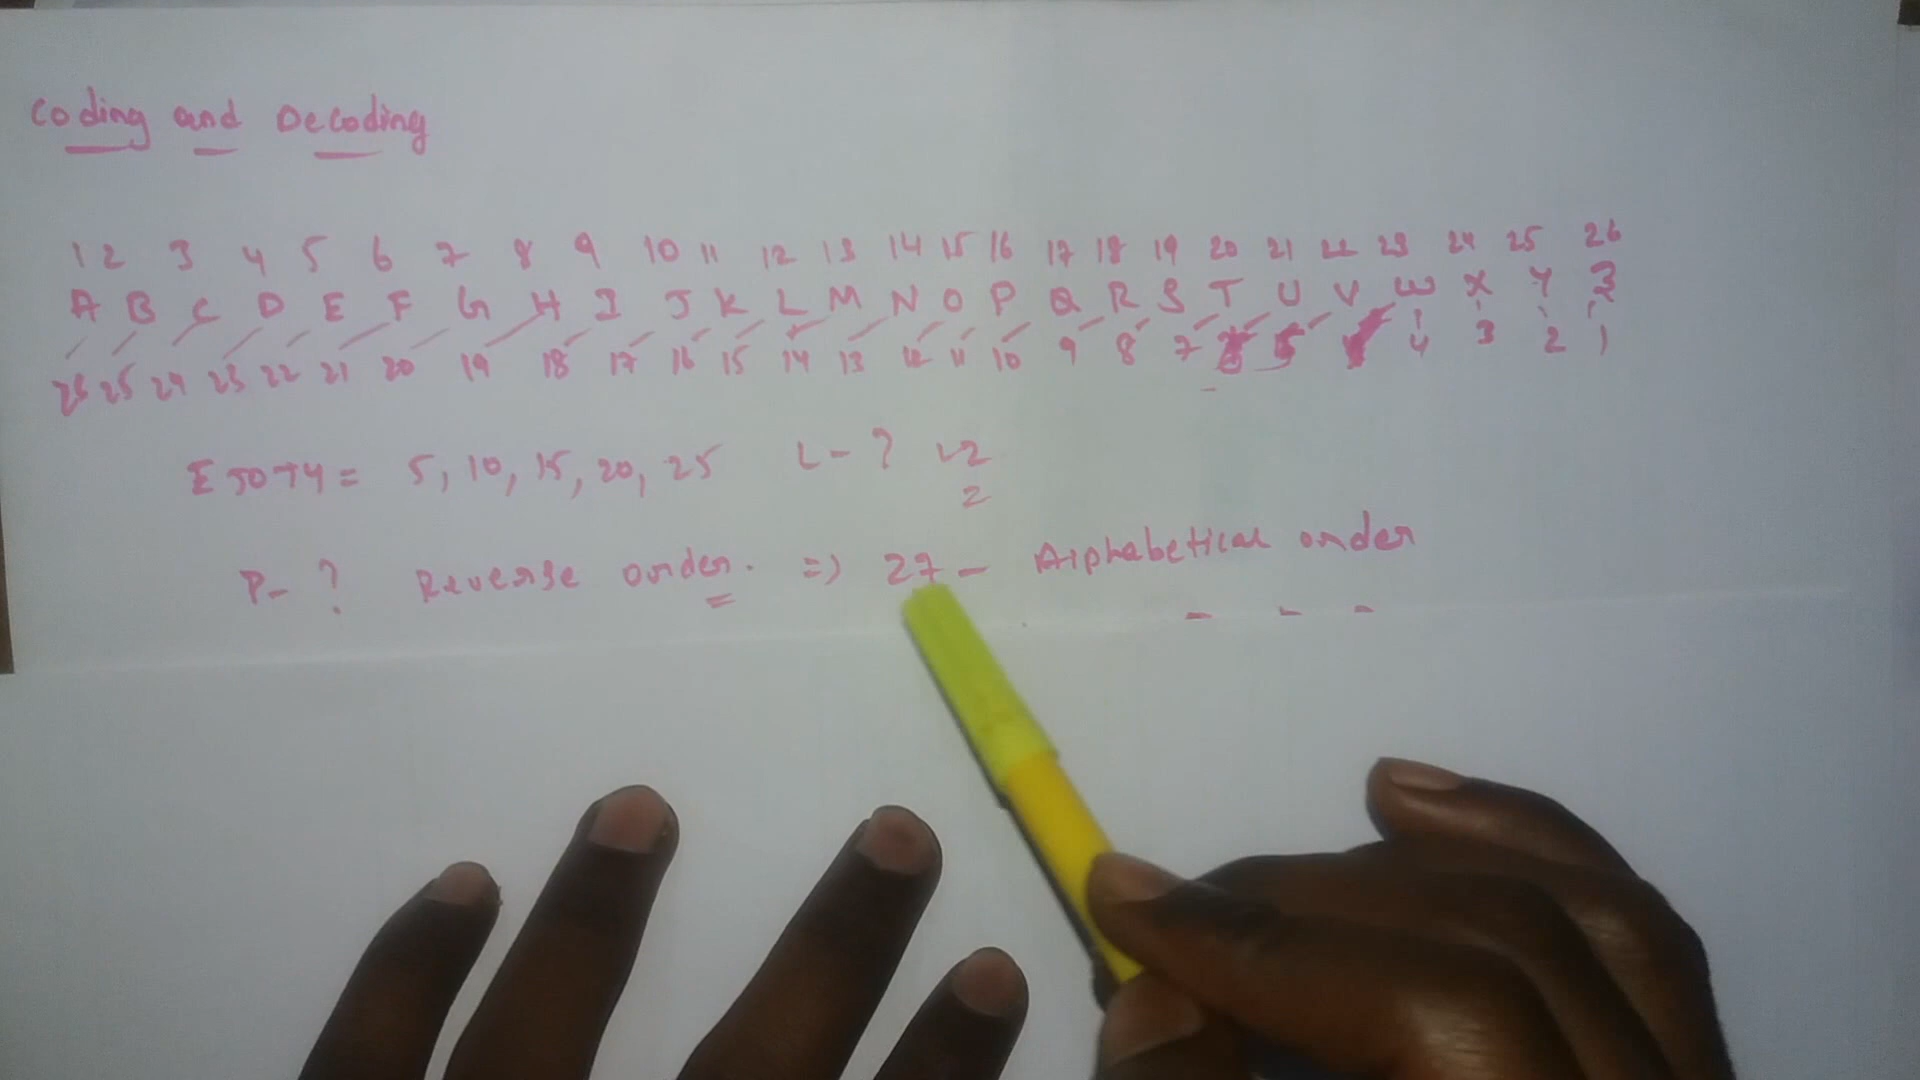 Coding and Decoding
1 2 3 4 5 6 7 8 9 10 11 12 13 14 15 16 17 18 19 20 21 22 23 24 25 26
A B C D E F G H I J K L M N O P Q R S T U V W X Y Z
26 25 24 23 22 21 20 19 18 17 16 15 14 13 12 11 10 9 8 7 6 5 4 3 2 1
EJOTY = 5, 10, 15, 20, 25 L - ? 12
P - ? Reverse order. => 27 - Alphabetical order